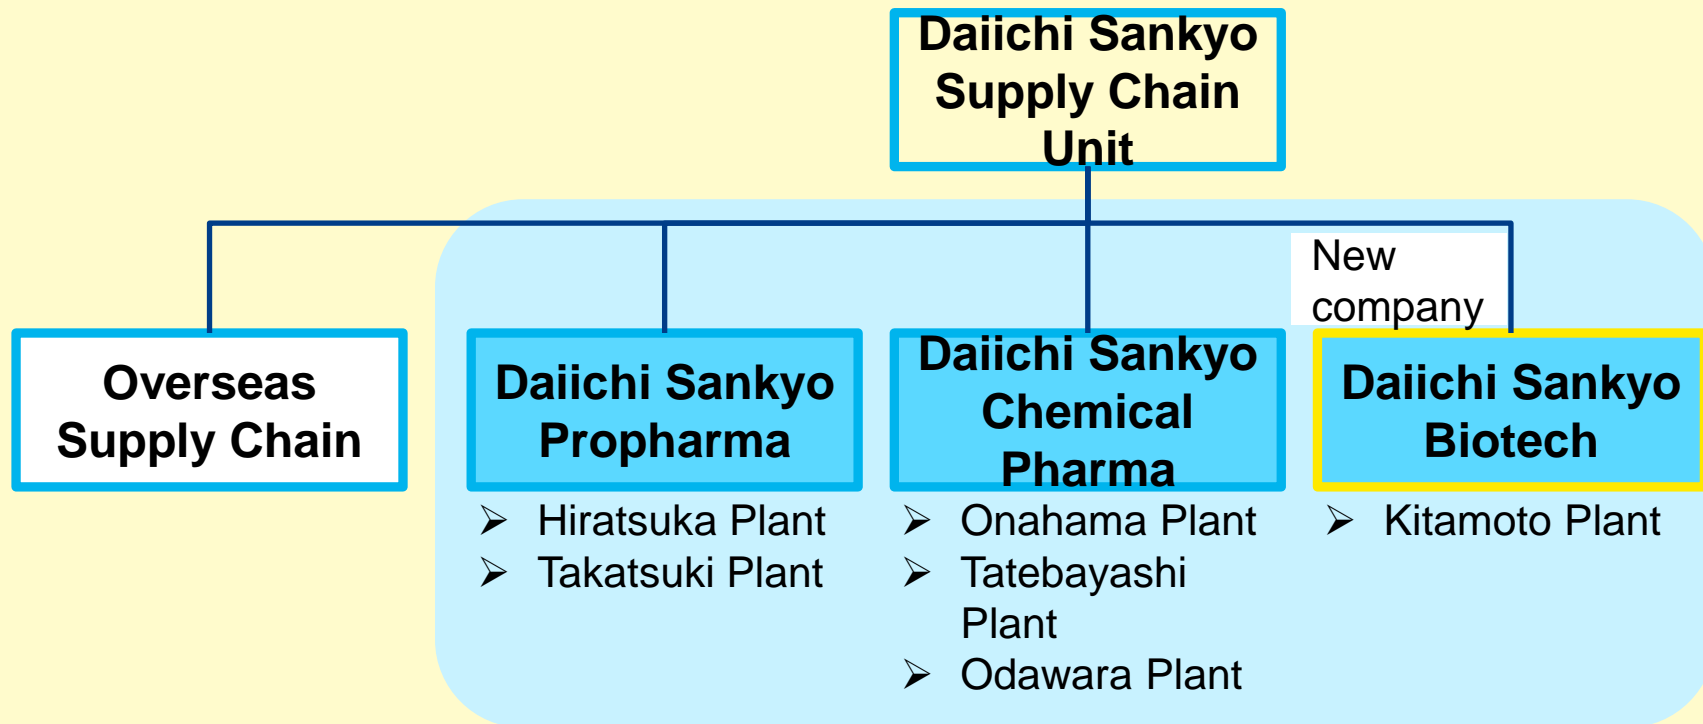 Daiichi Sankyo
Supply Chain
Unit
New
company
Overseas
Supply Chain
Daiichi Sankyo
Propharma
➢ Hiratsuka Plant
➢ Takatsuki Plant
Daiichi Sankyo
Chemical
Pharma
➢ Onahama Plant
➢ Tatebayashi
Plant
➢ Odawara Plant
Daiichi Sankyo
Biotech
➢ Kitamoto Plant